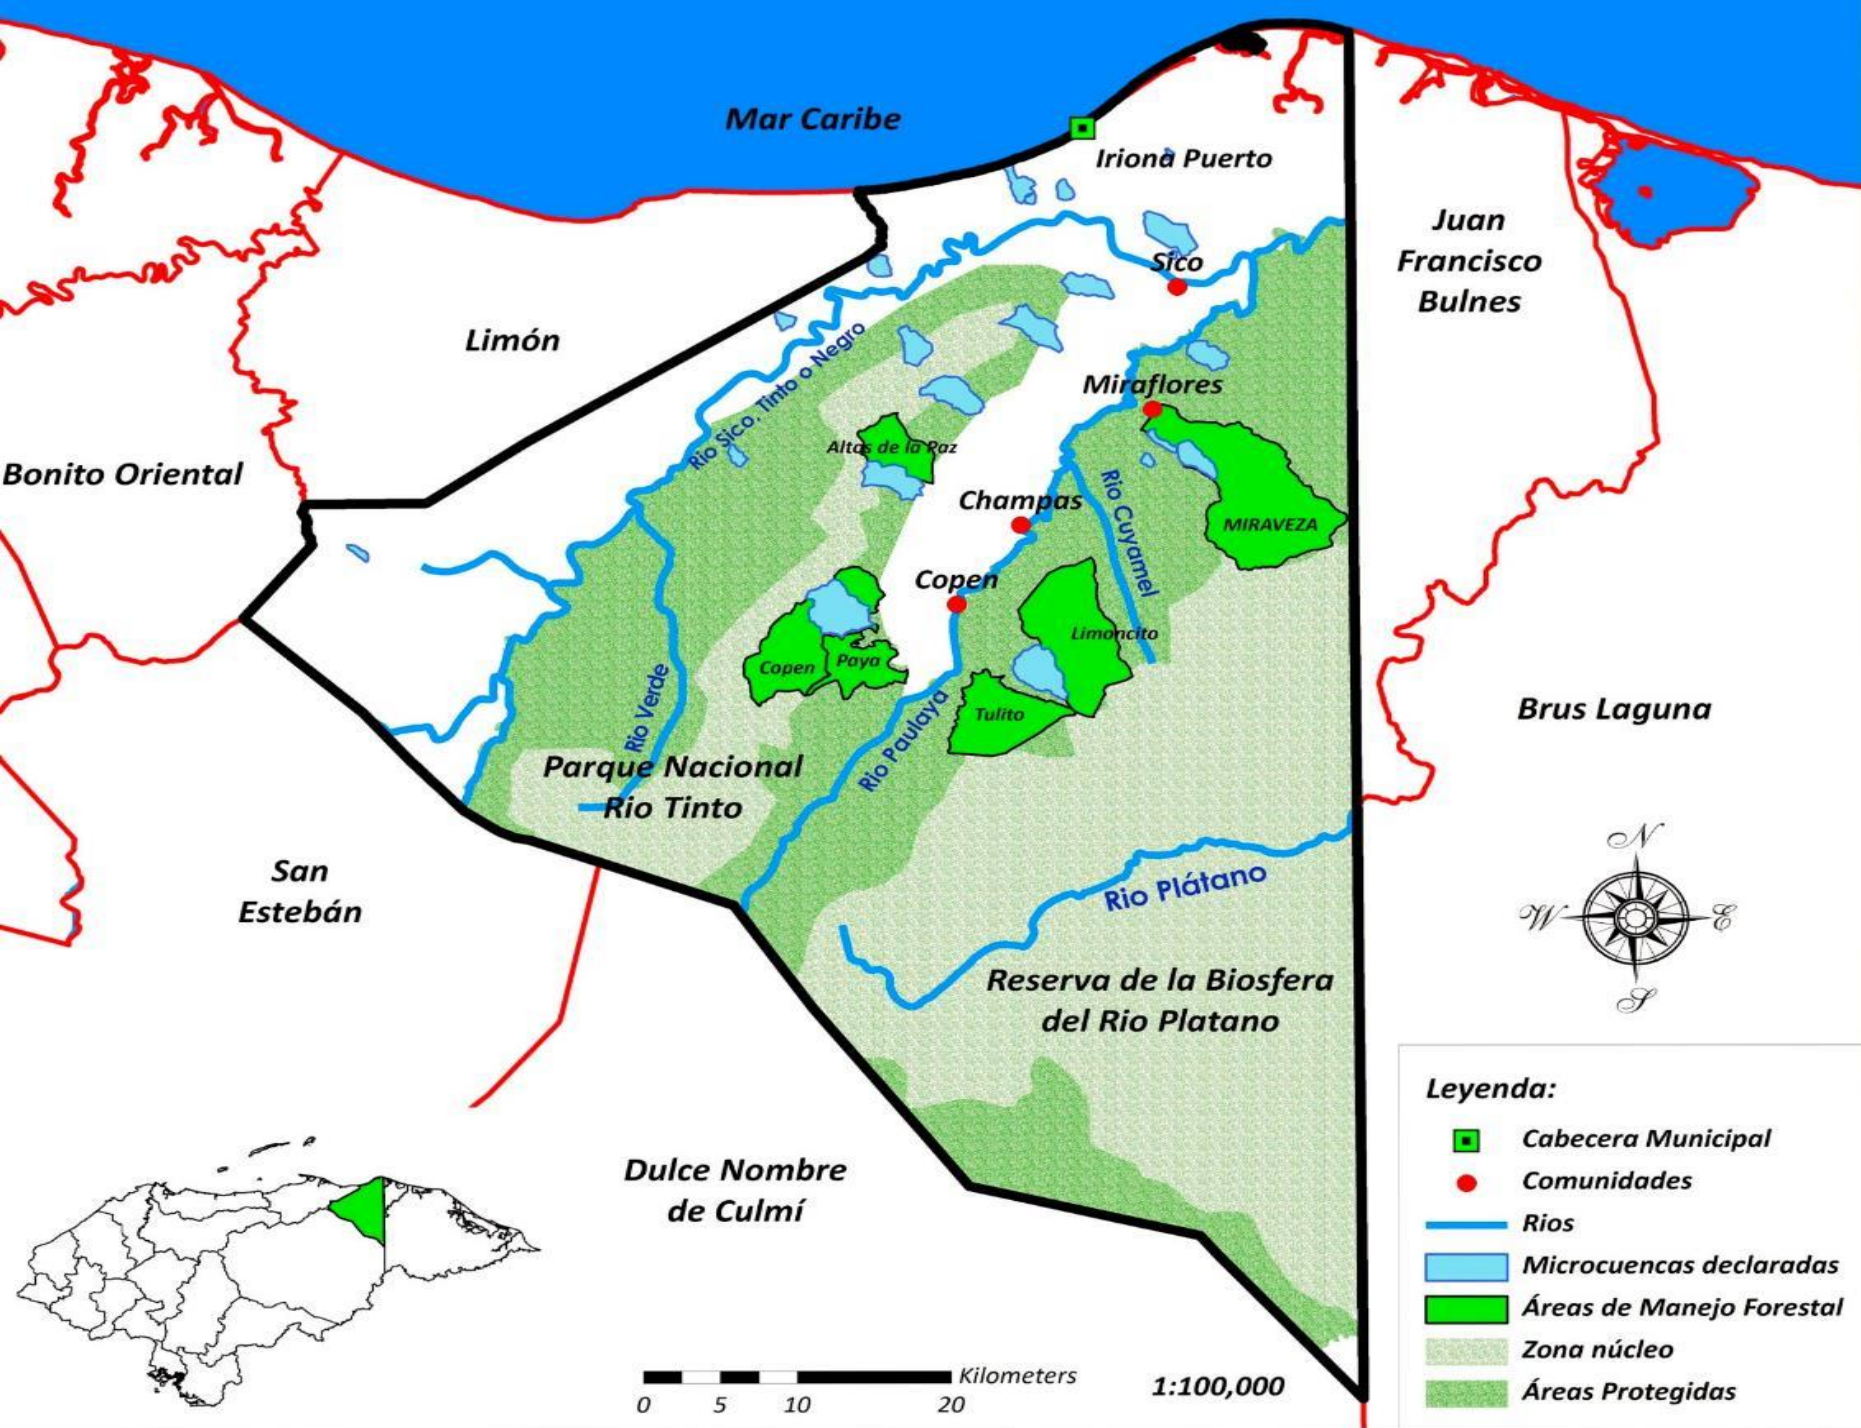 Mar Caribe
Iriona Puerto
Juan
Francisco
Bulnes
Sico
Limón
Rio Sico. Tinto o Negro
Miraflores
Altos de la Paz
Bonito Oriental
Champas
Rio Cuyamel
MIRAVEZA
Copen
Limoncito
Copen
Paya
Rio Verde
Tulito
Rio Paulaya
Brus Laguna
Parque Nacional
Rio Tinto
San
Estebán
Rio Plátano
N
W
E
S
Reserva de la Biosfera
del Rio Platano
Dulce Nombre
de Culmí
Leyenda:
Cabecera Municipal
Comunidades
Rios
Microcuencas declaradas
Áreas de Manejo Forestal
Zona núcleo
Áreas Protegidas
Kilometers
0 5 10 20
1:100,000